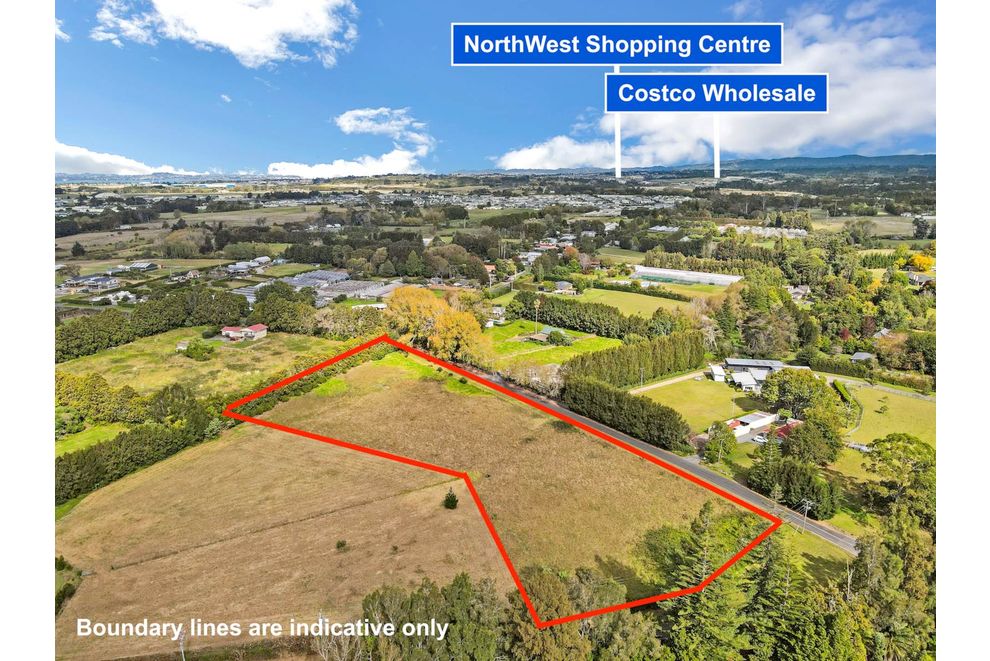 NorthWest Shopping Centre
Costco Wholesale
Boundary lines are indicative only